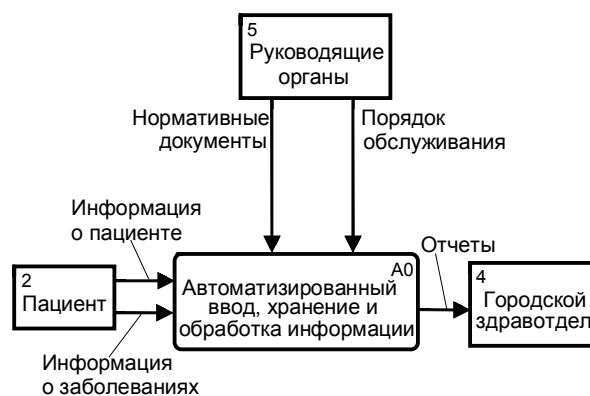 5
Руководящие
органы
Нормативные
документы
Порядок
обслуживания
Информация
о пациенте
2
Пациент
A0
Автоматизированный
ввод, хранение и
обработка информации
Отчеты
4
Городской
здравотдел
Информация
о заболеваниях